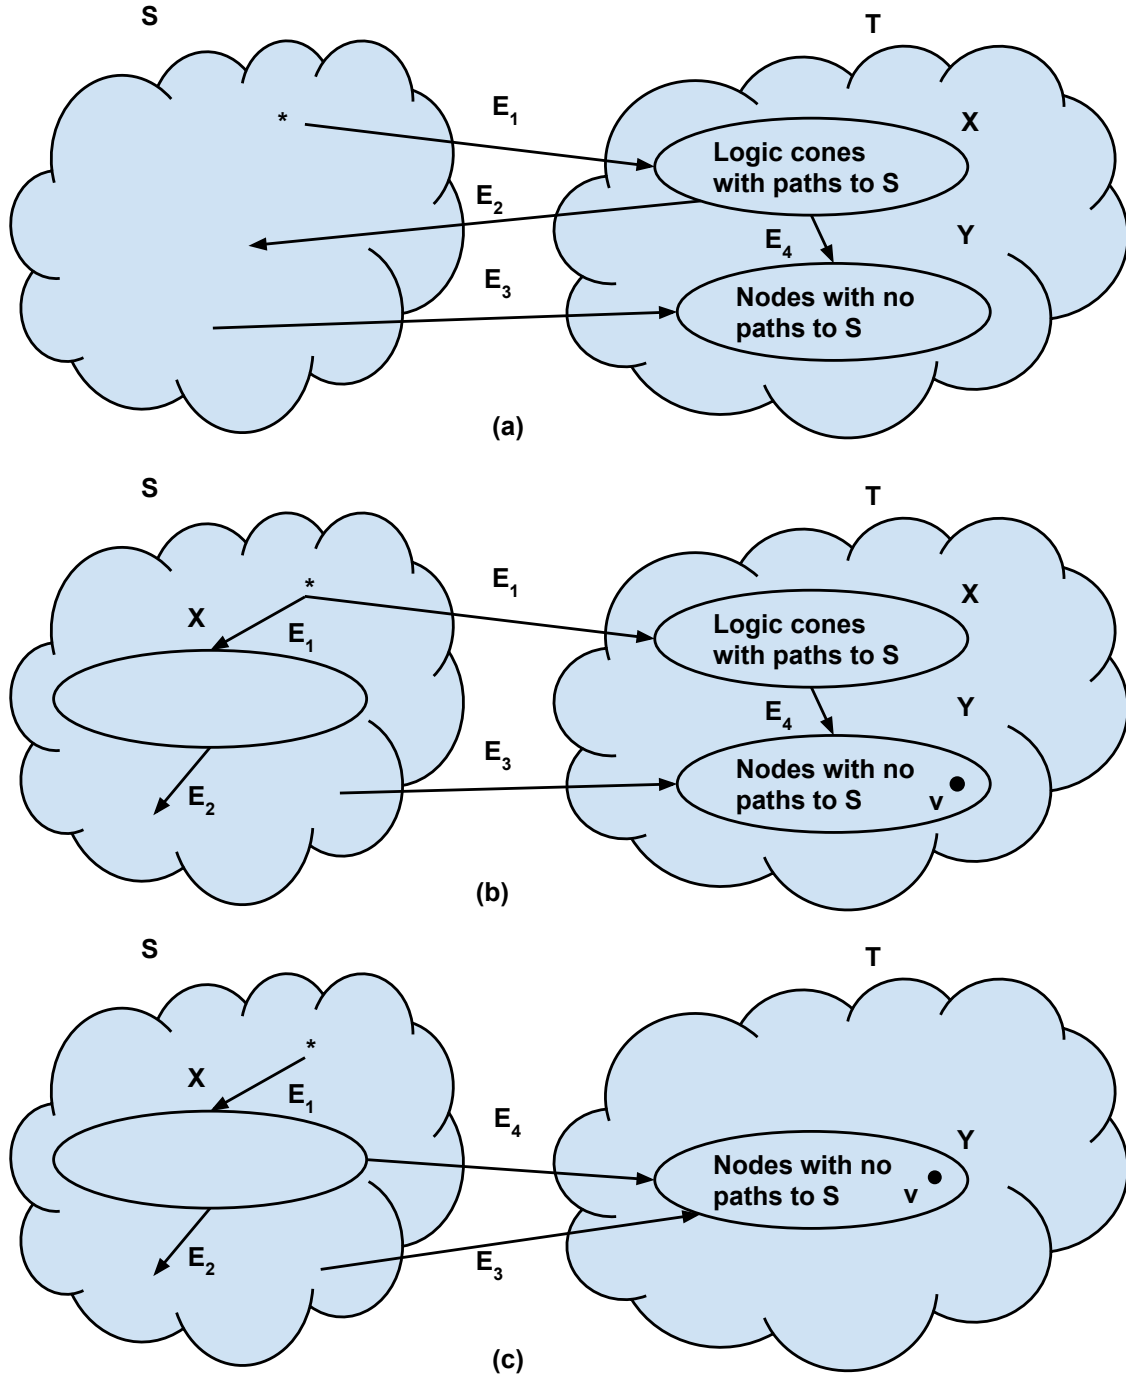 S
T
*
E1
X
Logic cones
with paths to S
E2
Y
E4
E3
Nodes with no
paths to S
(a)
S
T
*
E1
X
X
Logic cones
with paths to S
E1
Y
E4
E3
Nodes with no
paths to S
v
E2
(b)
S
T
*
X
E1
E4
Y
Nodes with no
paths to S
v
E2
E3
(c)